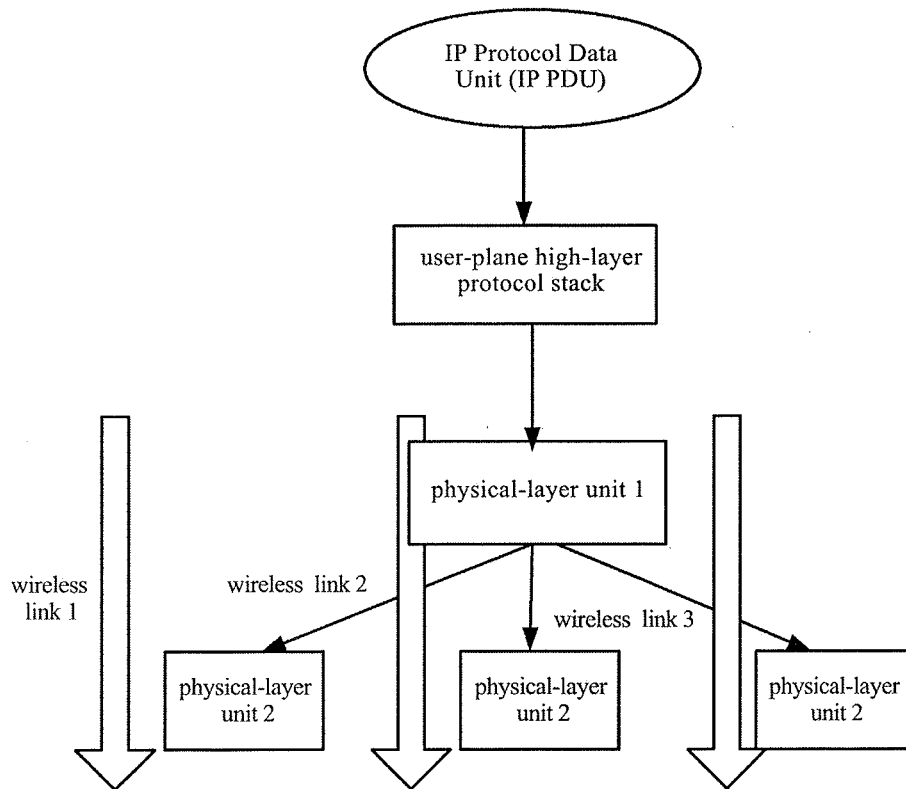 IP Protocol Data
Unit (IP PDU)
user-plane high-layer
protocol stack
physical-layer unit 1
wireless
link 1
wireless link 2
wireless link 3
physical-layer
unit 2
physical-layer
unit 2
physical-layer
unit 2